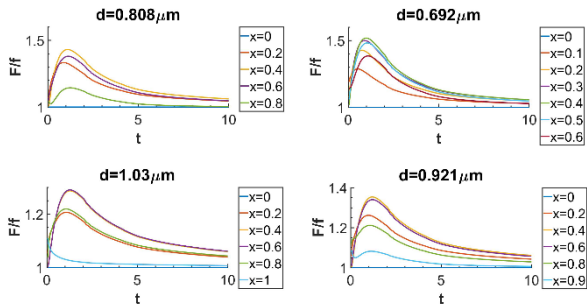 d=0.808μm
F/f
1.5
1
0
5
10
t
x=0
x=0.2
x=0.4
x=0.6
x=0.8
d=0.692μm
F/f
1.5
1
0
5
10
t
x=0
x=0.1
x=0.2
x=0.3
x=0.4
x=0.5
x=0.6
d=1.03μm
F/f
1.2
1
0
5
10
t
x=0
x=0.2
x=0.4
x=0.6
x=0.8
x=1
d=0.921μm
F/f
1.4
1.2
1
0
5
10
t
x=0
x=0.2
x=0.4
x=0.6
x=0.8
x=0.9